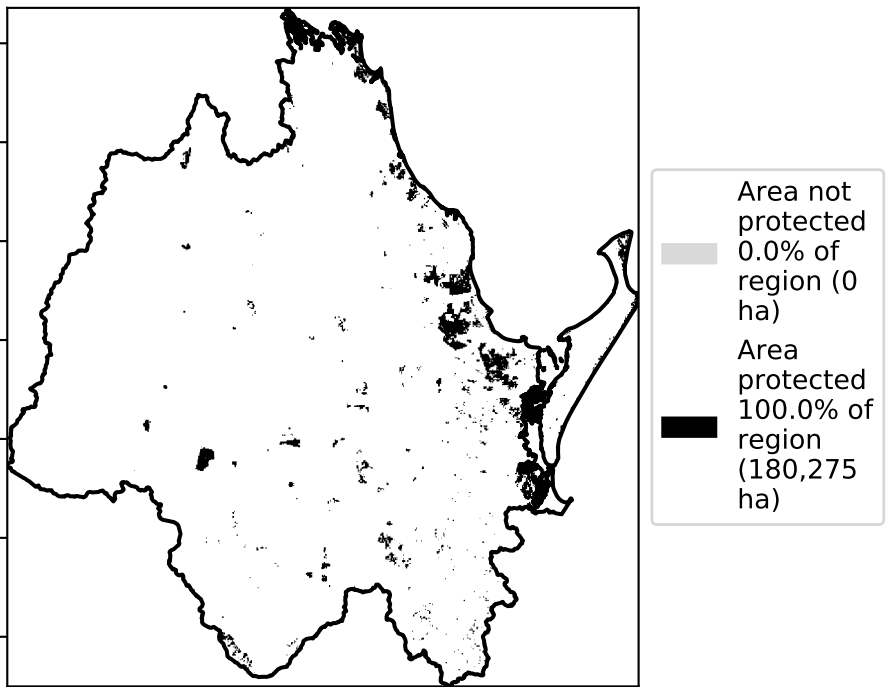 Area not
protected
0.0% of
region (0
ha)
Area
protected
100.0% of
region
(180,275
ha)